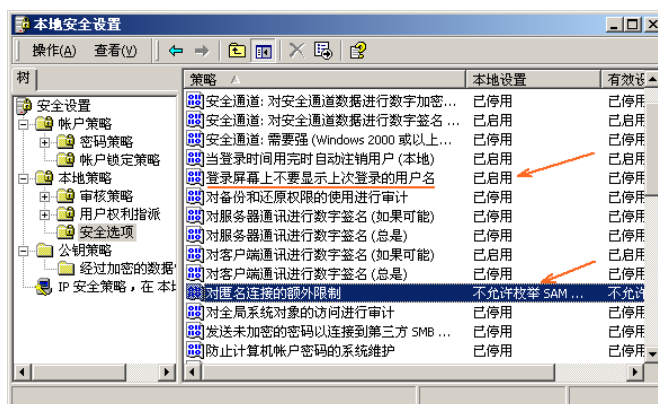 本地安全设置
操作(A) 查看(V)
树
策略 本地设置 有效设
安全设置
帐户策略
密码策略
帐户锁定策略
本地策略
审核策略
用户权利指派
安全选项
公钥策略
经过加密的数据
IP 安全策略，在 本地
安全通道: 对安全通道数据进行数字加密... 已停用 已停用
安全通道: 对安全通道数据进行数字签名 ... 已启用 已启用
安全通道: 需要强 (Windows 2000 或以上... 已停用 已停用
当登录时间用完时自动注销用户 (本地) 已启用 已启用
登录屏幕上不要显示上次登录的用户名 已启用 已启用
对备份和还原权限的使用进行审计 已停用 已停用
对服务器通讯进行数字签名 (如果可能) 已停用 已停用
对服务器通讯进行数字签名 (总是) 已停用 已停用
对客户端通讯进行数字签名 (如果可能) 已启用 已启用
对客户端通讯进行数字签名 (总是) 已停用 已停用
对匿名连接的额外限制 不允许枚举 SAM ... 不允许
对全局系统对象的访问进行审计 已停用 已停用
发送未加密的密码以连接到第三方 SMB ... 已停用 已停用
防止计算机帐户密码的系统维护 已停用 已停用